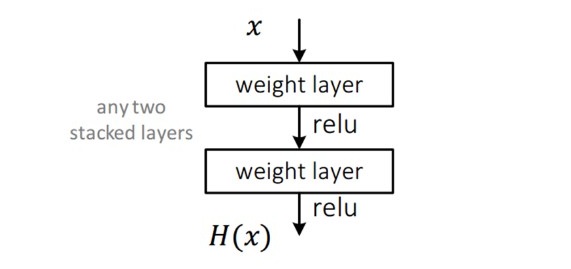 x
weight layer
any two
stacked layers
relu
weight layer
relu
H(x)